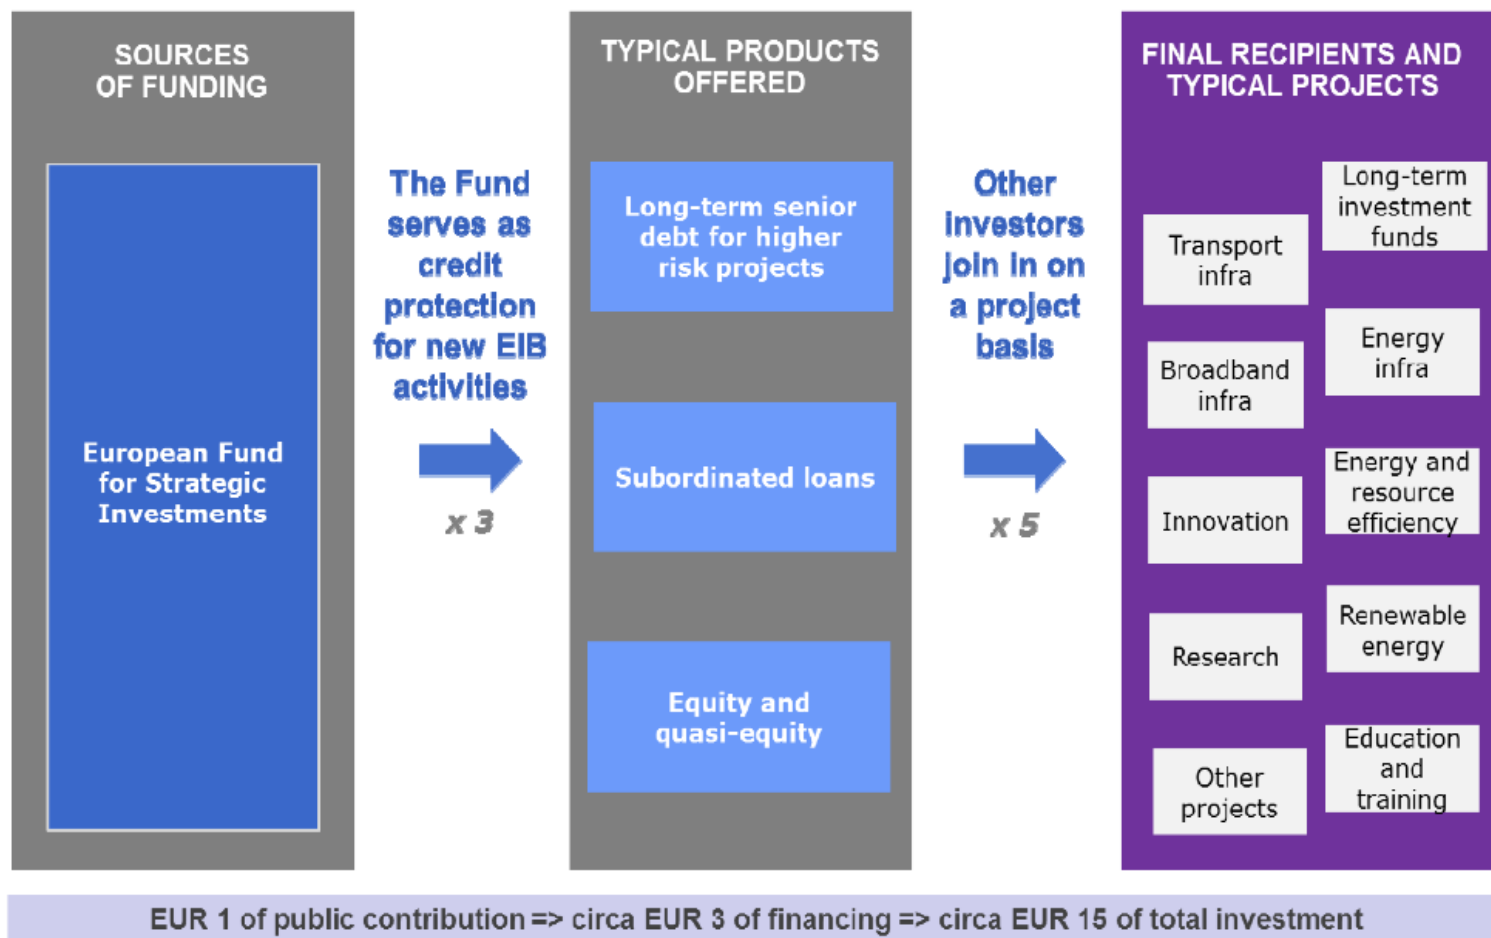 SOURCES
OF FUNDING
European Fund
for Strategic
Investments
The Fund
serves as
credit
protection
for new EIB
activities
x 3
TYPICAL PRODUCTS
OFFERED
Long-term senior
debt for higher
risk projects
Subordinated loans
Equity and
quasi-equity
Other
investors
join in on
a project
basis
x 5
FINAL RECIPIENTS AND
TYPICAL PROJECTS
Long-term
investment
funds
Transport
infra
Energy
infra
Broadband
infra
Energy and
resource
efficiency
Innovation
Renewable
energy
Research
Education
and
training
Other
projects
EUR 1 of public contribution => circa EUR 3 of financing => circa EUR 15 of total investment